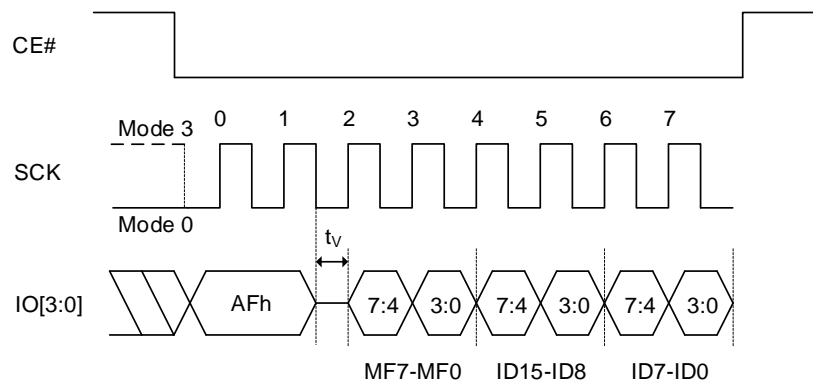 CE#
0 1 2 3 4 5 6 7
Mode 3
SCK
Mode 0
tV
IO[3:0]
AFh
7:4 3:0 7:4 3:0 7:4 3:0
MF7-MF0 ID15-ID8 ID7-ID0